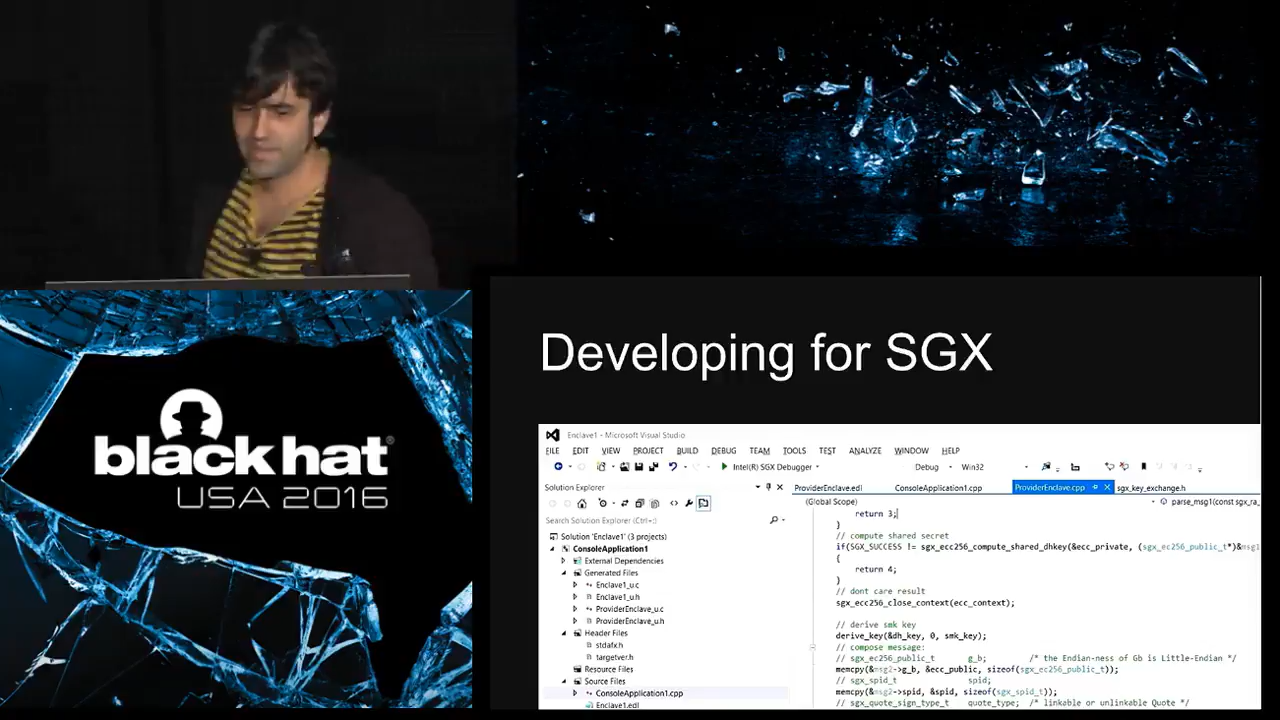 black hat®
USA 2016
Developing for SGX
Enclave1 - Microsoft Visual Studio
FILE EDIT VIEW PROJECT BUILD DEBUG TEAM TOOLS TEST ANALYZE WINDOW HELP
Intel(R) SGX Debugger Debug Win32
Solution Explorer
Search Solution Explorer (Ctrl+;)
Solution 'Enclave1' (3 projects)
ConsoleApplication1
External Dependencies
Generated Files
Enclave1_u.c
Enclave1_u.h
ProviderEnclave_u.c
ProviderEnclave_u.h
Header Files
stdafx.h
targetver.h
Resource Files
Source Files
ConsoleApplication1.cpp
Enclave1.edl
ProviderEnclave.edl ConsoleApplication1.cpp ProviderEnclave.cpp sgx_key_exchange.h
(Global Scope) parse_msg1(const sgx_ra_
return 3;
}
// compute shared secret
if(SGX_SUCCESS != sgx_ecc256_compute_shared_dhkey(&ecc_private, (sgx_ec256_public_t*)&msg1
{
return 4;
}
// dont care result
sgx_ecc256_close_context(ecc_context);
// derive smk key
derive_key(&dh_key, 0, smk_key);
// compose message:
// sgx_ec256_public_t g_b; /* the Endian-ness of Gb is Little-Endian */
memcpy(&msg2->g_b, &ecc_public, sizeof(sgx_ec256_public_t));
// sgx_spid_t spid;
memcpy(&msg2->spid, &spid, sizeof(sgx_spid_t));
// sgx_quote_sign_type_t quote_type; /* linkable or unlinkable Quote */